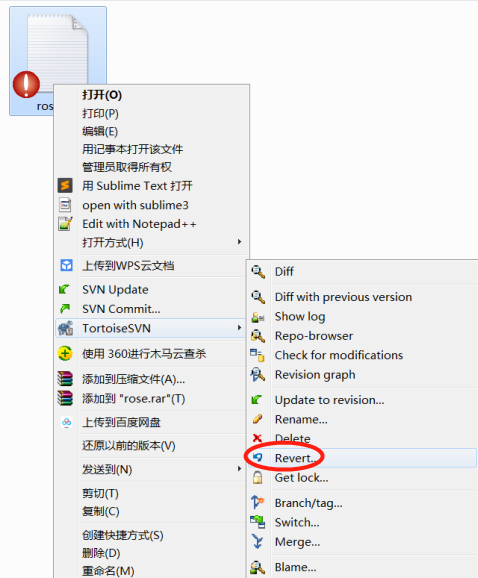 ros
打开(O)
打印(P)
编辑(E)
用记事本打开该文件
管理员取得所有权
用 Sublime Text 打开
open with sublime3
Edit with Notepad++
打开方式(H)
上传到WPS云文档
SVN Update
SVN Commit...
TortoiseSVN
使用 360进行木马云查杀
添加到压缩文件(A)...
添加到 "rose.rar"(T)
上传到百度网盘
还原以前的版本(V)
发送到(N)
剪切(T)
复制(C)
创建快捷方式(S)
删除(D)
重命名(M)
Diff
Diff with previous version
Show log
Repo-browser
Check for modifications
Revision graph
Update to revision...
Rename...
Delete
Revert...
Get lock...
Branch/tag...
Switch...
Merge...
Blame...